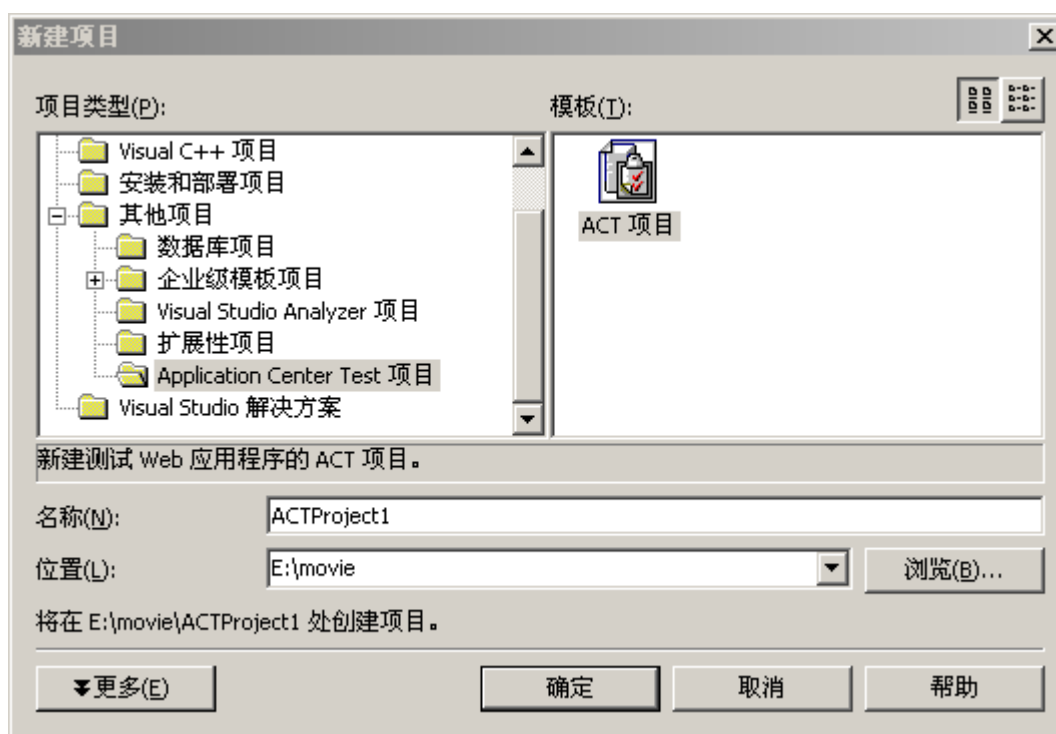 新建项目
项目类型(P):
模板(T):
Visual C++ 项目
安装和部署项目
其他项目
数据库项目
企业级模板项目
Visual Studio Analyzer 项目
扩展性项目
Application Center Test 项目
Visual Studio 解决方案
ACT 项目
新建测试 Web 应用程序的 ACT 项目。
名称(N):
ACTProject1
位置(L):
E:\movie
浏览(B)...
将在 E:\movie\ACTProject1 处创建项目。
更多(E)
确定
取消
帮助